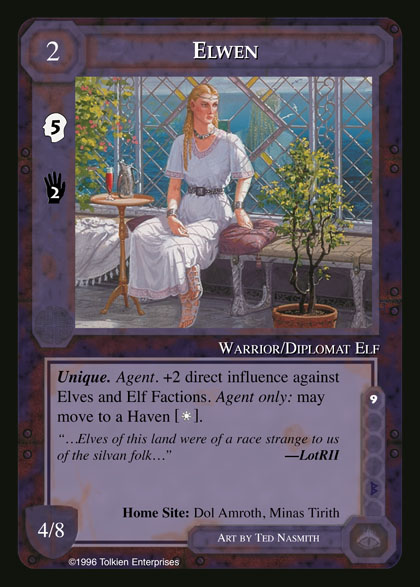 2
ELWEN
5
2
WARRIOR/DIPLOMAT ELF
Unique. Agent. +2 direct influence against
Elves and Elf Factions. Agent only: may
move to a Haven [☀].
9
“…Elves of this land were of a race strange to us
of the silvan folk…” —LotRII
Home Site: Dol Amroth, Minas Tirith
4/8
ART BY TED NASMITH
©1996 Tolkien Enterprises